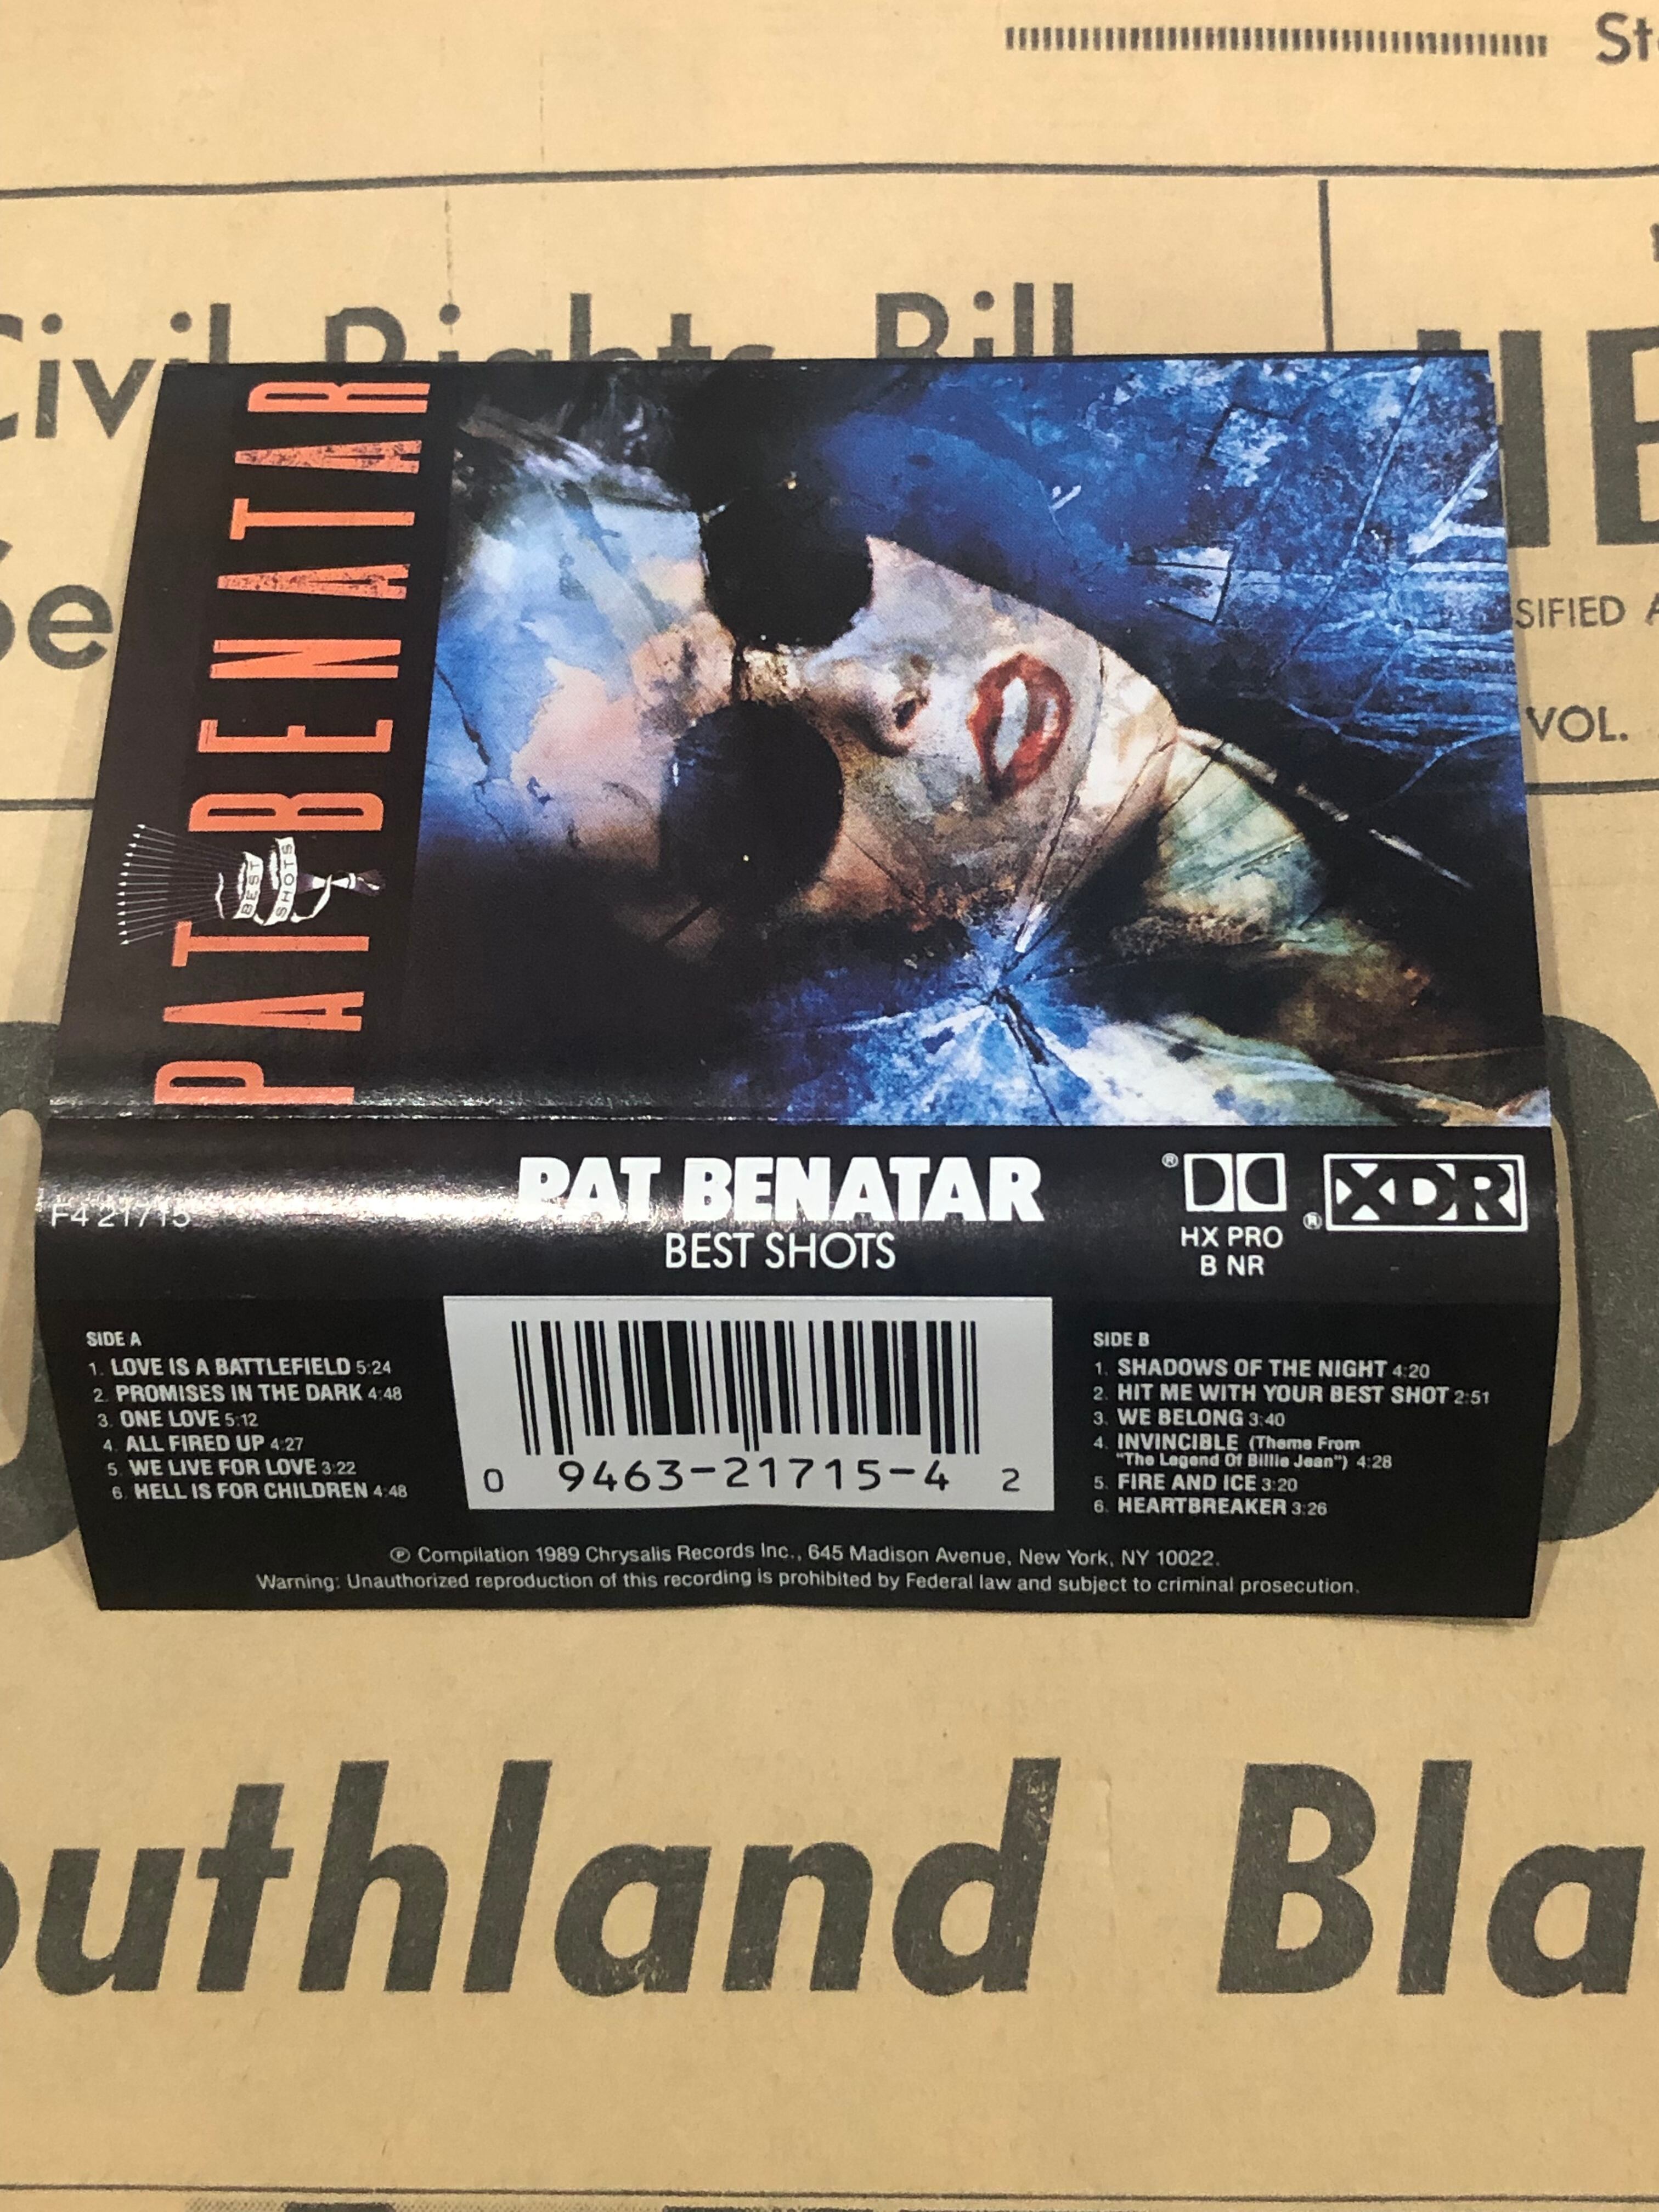 Civil Rights Bill
SIFIED
VOL.
PAT BENATAR
BEST
SHOTS
F4 21715
PAT BENATAR
BEST SHOTS
® DD
HX PRO
B NR
® XDR
SIDE A
1. LOVE IS A BATTLEFIELD 5:24
2. PROMISES IN THE DARK 4:48
3. ONE LOVE 5:12
4. ALL FIRED UP 4:27
5. WE LIVE FOR LOVE 3:22
6. HELL IS FOR CHILDREN 4:48
0 9463-21715-4 2
SIDE B
1. SHADOWS OF THE NIGHT 4:20
2. HIT ME WITH YOUR BEST SHOT 2:51
3. WE BELONG 3:40
4. INVINCIBLE (Theme From
"The Legend Of Billie Jean") 4:28
5. FIRE AND ICE 3:20
6. HEARTBREAKER 3:26
℗ Compilation 1989 Chrysalis Records Inc., 645 Madison Avenue, New York, NY 10022.
Warning: Unauthorized reproduction of this recording is prohibited by Federal law and subject to criminal prosecution.
outhland Bla